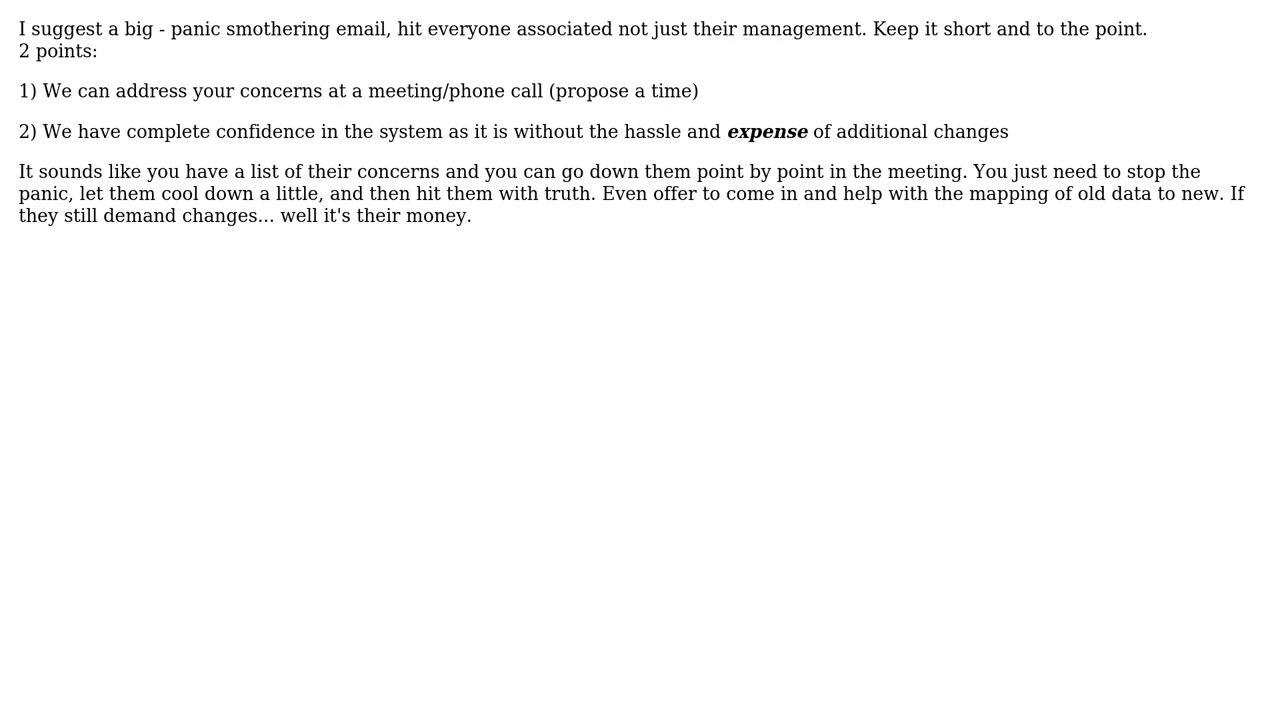 I suggest a big - panic smothering email, hit everyone associated not just their management. Keep it short and to the point.
2 points:
1) We can address your concerns at a meeting/phone call (propose a time)
2) We have complete confidence in the system as it is without the hassle and expense of additional changes
It sounds like you have a list of their concerns and you can go down them point by point in the meeting. You just need to stop the
panic, let them cool down a little, and then hit them with truth. Even offer to come in and help with the mapping of old data to new. If
they still demand changes... well it's their money.